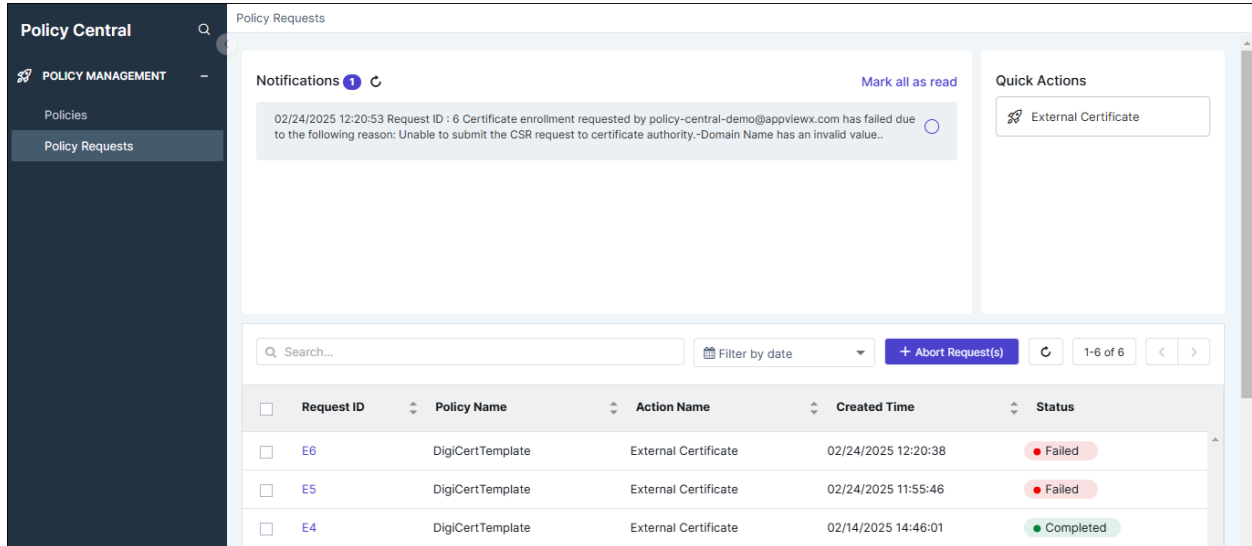 Policy Central
Policy Requests
POLICY MANAGEMENT
Policies
Policy Requests
Notifications 1
Mark all as read
02/24/2025 12:20:53 Request ID : 6 Certificate enrollment requested by policy-central-demo@appviewx.com has failed due
to the following reason: Unable to submit the CSR request to certificate authority.-Domain Name has an invalid value..
Quick Actions
External Certificate
Search...
Filter by date
+ Abort Request(s)
1-6 of 6
Request ID Policy Name Action Name Created Time Status
E6 DigiCertTemplate External Certificate 02/24/2025 12:20:38 Failed
E5 DigiCertTemplate External Certificate 02/24/2025 11:55:46 Failed
E4 DigiCertTemplate External Certificate 02/14/2025 14:46:01 Completed